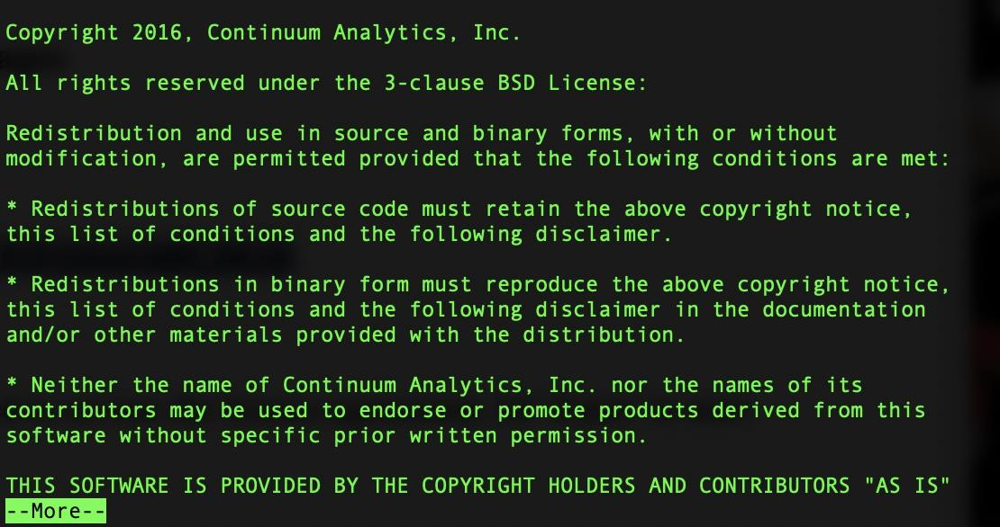 Copyright 2016, Continuum Analytics, Inc.
All rights reserved under the 3-clause BSD License:
Redistribution and use in source and binary forms, with or without
modification, are permitted provided that the following conditions are met:
* Redistributions of source code must retain the above copyright notice,
this list of conditions and the following disclaimer.
* Redistributions in binary form must reproduce the above copyright notice,
this list of conditions and the following disclaimer in the documentation
and/or other materials provided with the distribution.
* Neither the name of Continuum Analytics, Inc. nor the names of its
contributors may be used to endorse or promote products derived from this
software without specific prior written permission.
THIS SOFTWARE IS PROVIDED BY THE COPYRIGHT HOLDERS AND CONTRIBUTORS "AS IS"
--More--